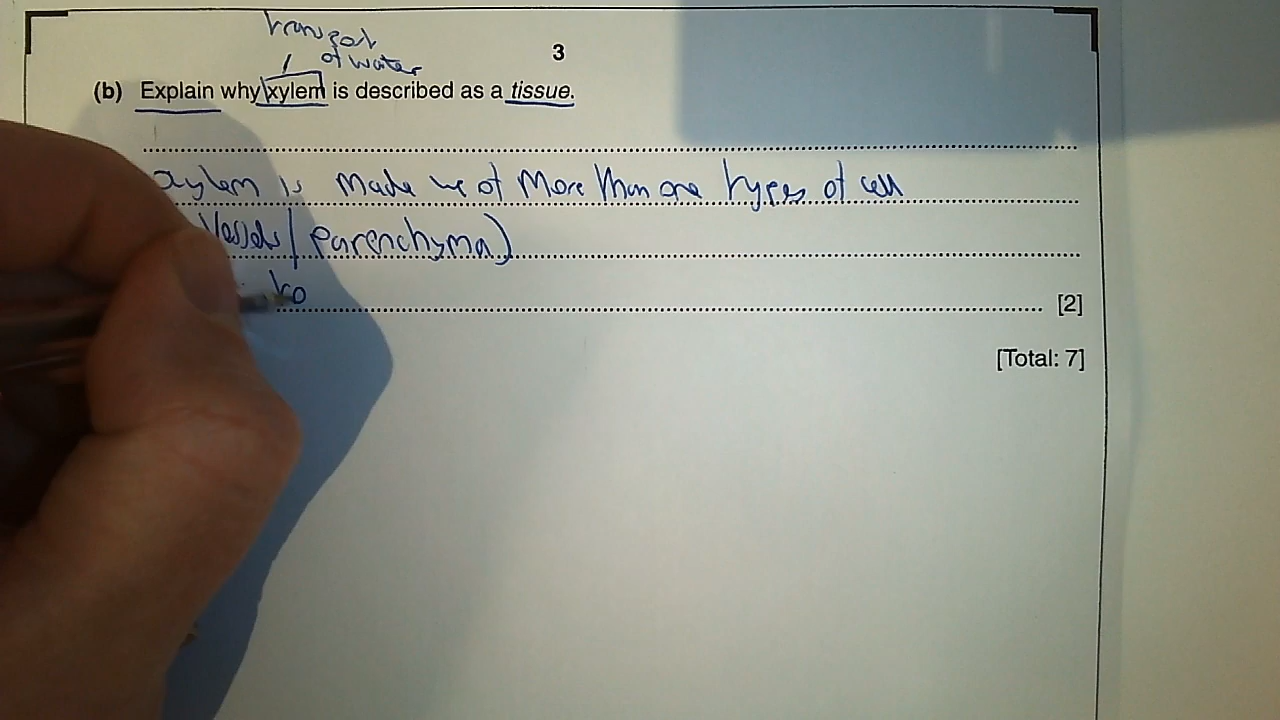 transport
of water
3
(b) Explain why xylem is described as a tissue.
xylem is made up of More than one types of cell
Vessels/parenchyma)
to
[2]
[Total: 7]